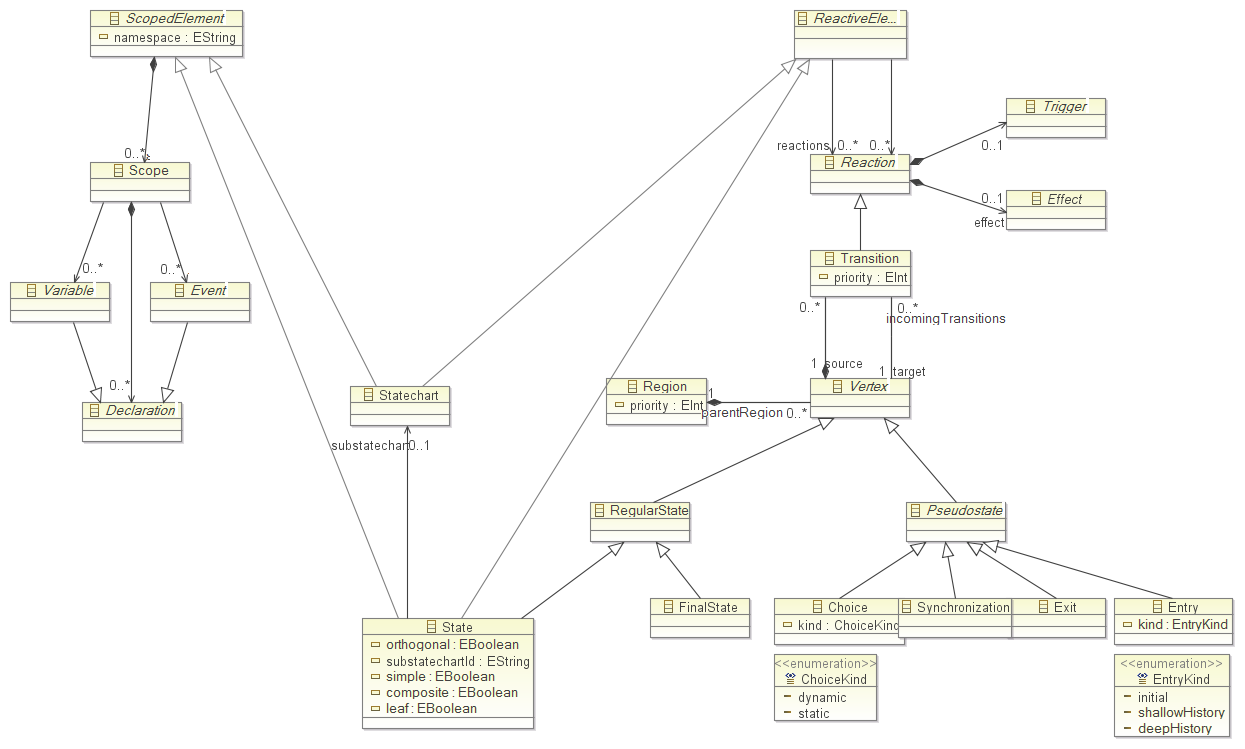 ScopedElement
namespace : EString
ReactiveEle...
0..*
Scope
reactions
0..*
0..*
Reaction
Trigger
0..1
0..1
Effect
effect
0..*
0..*
Variable
Event
0..*
Declaration
Transition
priority : EInt
0..*
0..*
incomingTransitions
1
source
1
target
Statechart
Region
priority : EInt
1
parentRegion
0..*
Vertex
substatechart
0..1
RegularState
Pseudostate
State
orthogonal : EBoolean
substatechartId : EString
simple : EBoolean
composite : EBoolean
leaf : EBoolean
FinalState
Choice
kind : ChoiceKind
Synchronization
Exit
Entry
kind : EntryKind
<<enumeration>>
ChoiceKind
dynamic
static
<<enumeration>>
EntryKind
initial
shallowHistory
deepHistory